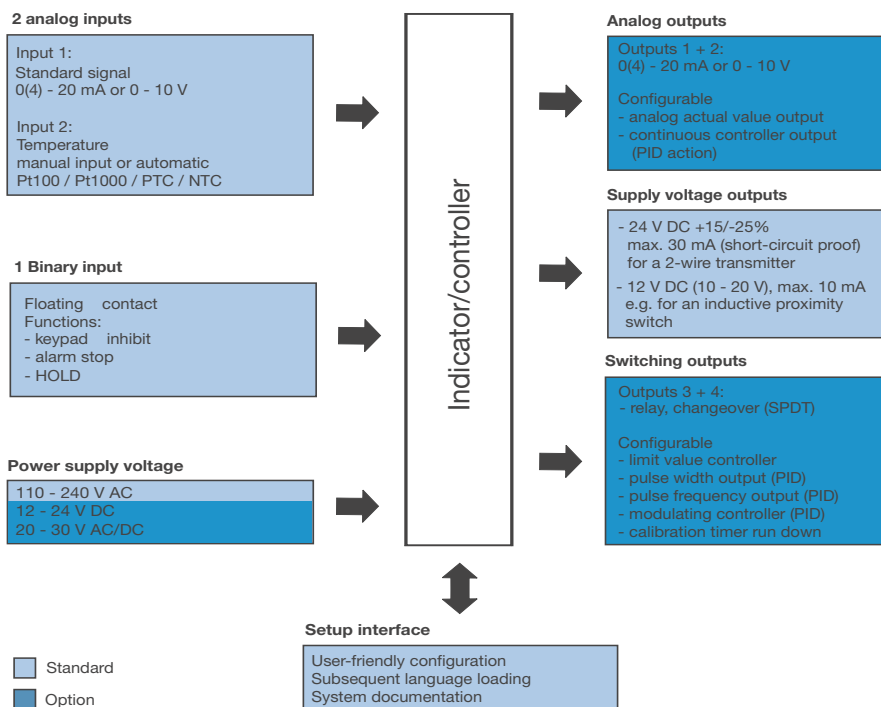 2 analog inputs
Input 1:
Standard signal
0(4) - 20 mA or 0 - 10 V
Input 2:
Temperature
manual input or automatic
Pt100 / Pt1000 / PTC / NTC
1 Binary input
Floating contact
Functions:
- keypad inhibit
- alarm stop
- HOLD
Power supply voltage
110 - 240 V AC
12 - 24 V DC
20 - 30 V AC/DC
Indicator/controller
Analog outputs
Outputs 1 + 2:
0(4) - 20 mA or 0 - 10 V
Configurable
- analog actual value output
- continuous controller output
(PID action)
Supply voltage outputs
- 24 V DC +15/-25%
max. 30 mA (short-circuit proof)
for a 2-wire transmitter
- 12 V DC (10 - 20 V), max. 10 mA
e.g. for an inductive proximity
switch
Switching outputs
Outputs 3 + 4:
- relay, changeover (SPDT)
Configurable
- limit value controller
- pulse width output (PID)
- pulse frequency output (PID)
- modulating controller (PID)
- calibration timer run down
Setup interface
User-friendly configuration
Subsequent language loading
System documentation
Standard
Option